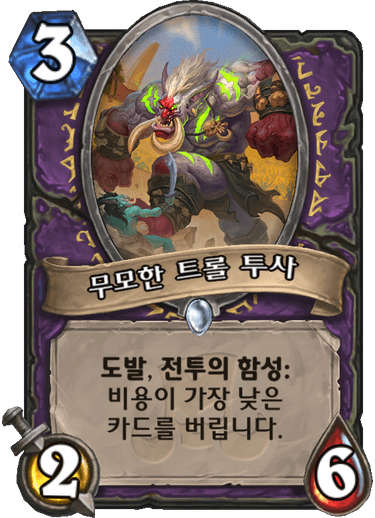 3
무모한 트롤 투사
도발, 전투의 함성:
비용이 가장 낮은
카드를 버립니다.
2
6